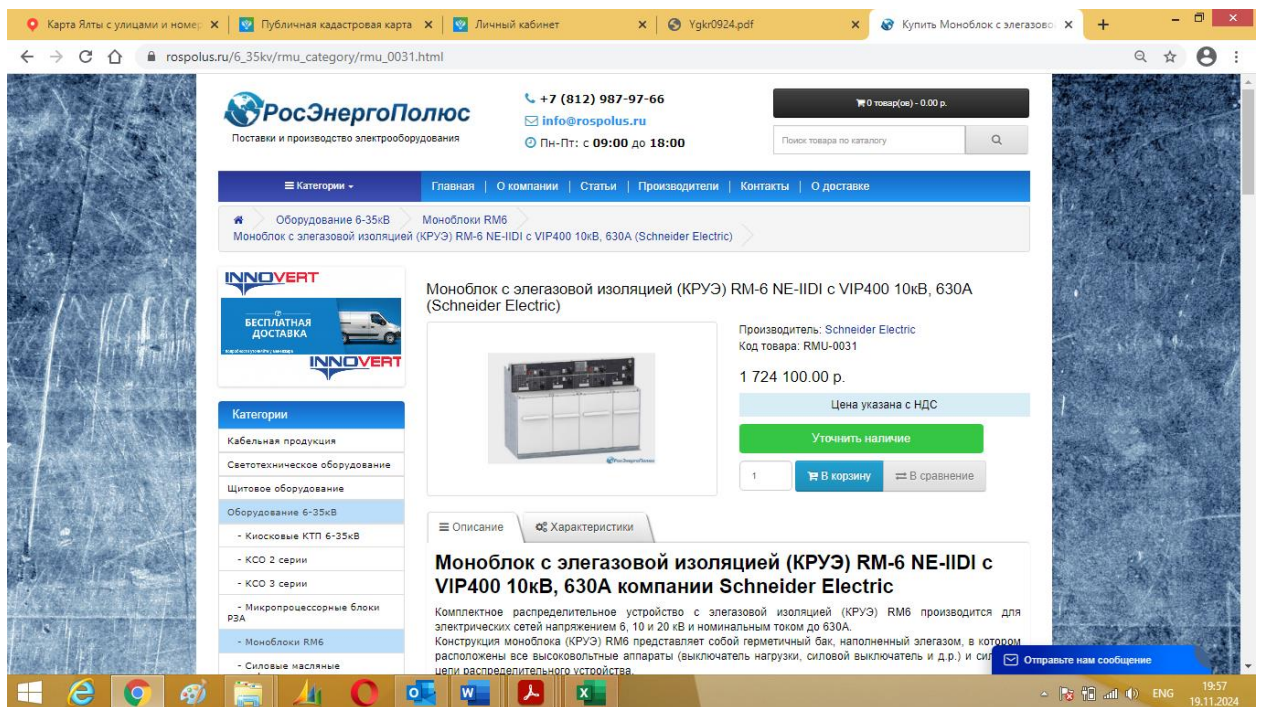 Карта Ялты с улицами и номер
Публичная кадастровая карта
Личный кабинет
Ygkr0924.pdf
Купить Моноблок с элегазово
rospolus.ru/6_35kv/rmu_category/rmu_0031.html
РосЭнергоПолюс
Поставки и производство электрооборудования
+7 (812) 987-97-66
info@rospolus.ru
Пн-Пт: с 09:00 до 18:00
0 товар(ов) - 0.00 р.
Поиск товара по каталогу
Категории
Главная | О компании | Статьи | Производители | Контакты | О доставке
Оборудование 6-35кВ
Моноблоки RM6
Моноблок с элегазовой изоляцией (КРУЭ) RM-6 NE-IIDI с VIP400 10кВ, 630А (Schneider Electric)
INNOVERT
БЕСПЛАТНАЯ
ДОСТАВКА
INNOVERT
Категории
Кабельная продукция
Светотехническое оборудование
Щитовое оборудование
Оборудование 6-35кВ
- Киосковые КТП 6-35кВ
- КСО 2 серии
- КСО 3 серии
- Микропроцессорные блоки
РЗА
- Моноблоки RM6
- Силовые масляные
Моноблок с элегазовой изоляцией (КРУЭ) RM-6 NE-IIDI с VIP400 10кВ, 630А
(Schneider Electric)
РосЭнергоПолюс
Производитель: Schneider Electric
Код товара: RMU-0031
1 724 100.00 р.
Цена указана с НДС
Уточнить наличие
1
В корзину
В сравнение
Описание
Характеристики
Моноблок с элегазовой изоляцией (КРУЭ) RM-6 NE-IIDI с
VIP400 10кВ, 630А компании Schneider Electric
Комплектное распределительное устройство с элегазовой изоляцией (КРУЭ) RM6 производится для
электрических сетей напряжением 6, 10 и 20 кВ и номинальным током до 630А.
Конструкция моноблока (КРУЭ) RM6 представляет собой герметичный бак, наполненный элегазом, в котором
расположены все высоковольтные аппараты (выключатель нагрузки, силовой выключатель и д.р.) и сил
цепи распределительного устройства.
Отправьте нам сообщение
ENG
19:57
19.11.2024